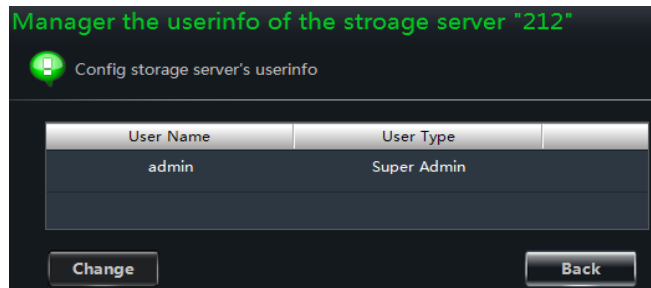 Manager the userinfo of the stroage server "212"
Config storage server's userinfo
User Name User Type
admin Super Admin
Change Back